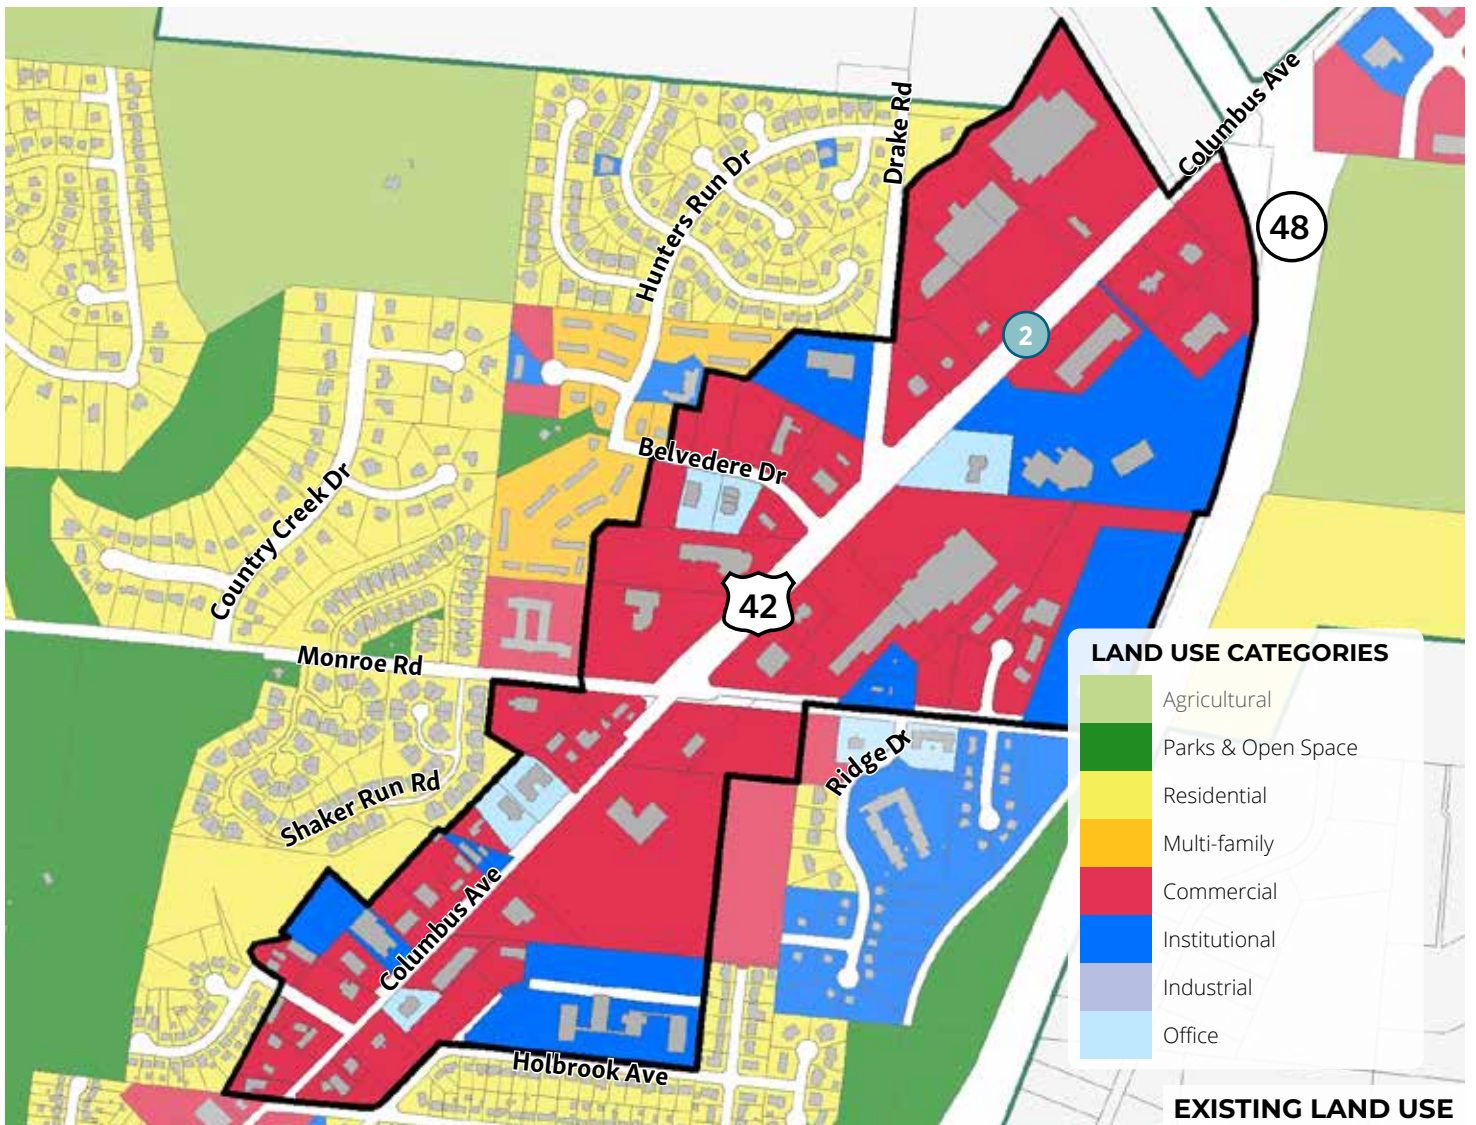 Columbus Ave
Drake Rd
48
Hunters Run Dr
2
Belvedere Dr
Country Creek Dr
42
Monroe Rd
Ridge Dr
Shaker Run Rd
Columbus Ave
Holbrook Ave
LAND USE CATEGORIES
Agricultural
Parks & Open Space
Residential
Multi-family
Commercial
Institutional
Industrial
Office
EXISTING LAND USE